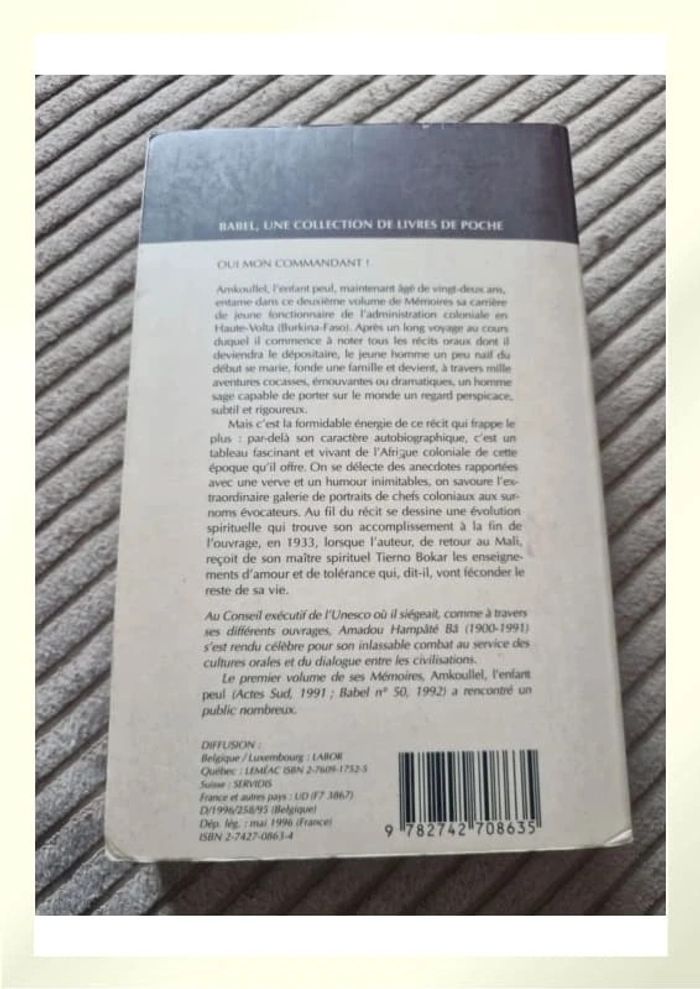 BABEL, UNE COLLECTION DE LIVRES DE POCHE
OUI MON COMMANDANT !
Amkoullel, l'enfant peul, maintenant âgé de vingt-deux ans,
entame dans ce deuxième volume de Mémoires sa carrière
de jeune fonctionnaire de l'administration coloniale en
Haute-Volta (Burkina-Faso). Après un long voyage au cours
duquel il commence à noter tous les récits oraux dont il
deviendra le dépositaire, le jeune homme un peu naïf du
début se marie, fonde une famille et devient, à travers mille
aventures cocasses, émouvantes ou dramatiques, un homme
sage capable de porter sur le monde un regard perspicace,
subtil et rigoureux.
Mais c'est la formidable énergie de ce récit qui frappe le
plus : par-delà son caractère autobiographique, c'est un
tableau fascinant et vivant de l'Afrique coloniale de cette
époque qu'il offre. On se délecte des anecdotes rapportées
avec une verve et un humour inimitables, on savoure l'ex-
traordinaire galerie de portraits de chefs coloniaux aux sur-
noms évocateurs. Au fil du récit se dessine une évolution
spirituelle qui trouve son accomplissement à la fin de
l'ouvrage, en 1933, lorsque l'auteur, de retour au Mali,
reçoit de son maître spirituel Tierno Bokar les enseigne-
ments d'amour et de tolérance qui, dit-il, vont féconder le
reste de sa vie.
Au Conseil exécutif de l'Unesco où il siégeait, comme à travers
ses différents ouvrages, Amadou Hampâté Bâ (1900-1991)
s'est rendu célèbre pour son inlassable combat au service des
cultures orales et du dialogue entre les civilisations.
Le premier volume de ses Mémoires, Amkoullel, l'enfant
peul (Actes Sud, 1991 ; Babel n° 50, 1992) a rencontré un
public nombreux.
DIFFUSION :
Belgique / Luxembourg : LABOR
Québec : LEMÉAC ISBN 2-7609-1752-5
Suisse : SERVIDIS
France et autres pays : UD (F7 3867)
D/1996/258/95 (Belgique)
Dép. lég. : mai 1996 (France)
ISBN 2-7427-0863-4
9 782742 708635